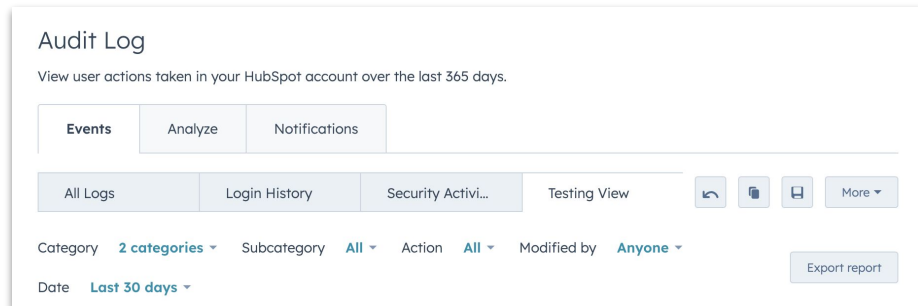 Audit Log
View user actions taken in your HubSpot account over the last 365 days.
Events Analyze Notifications
All Logs Login History Security Activi... Testing View More
Category 2 categories Subcategory All Action All Modified by Anyone
Export report
Date Last 30 days